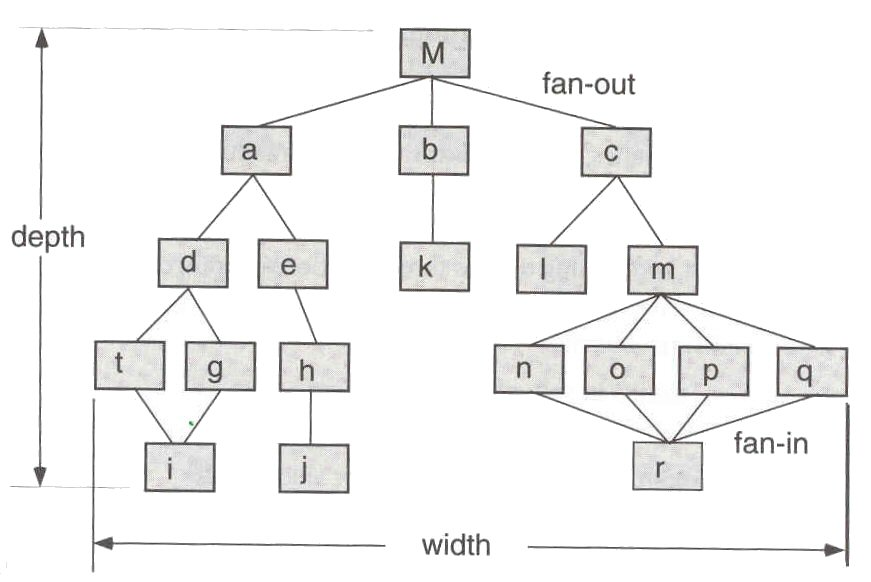 M
fan-out
a b c
depth
d e k l m
t g h n o p q
fan-in
i j r
width